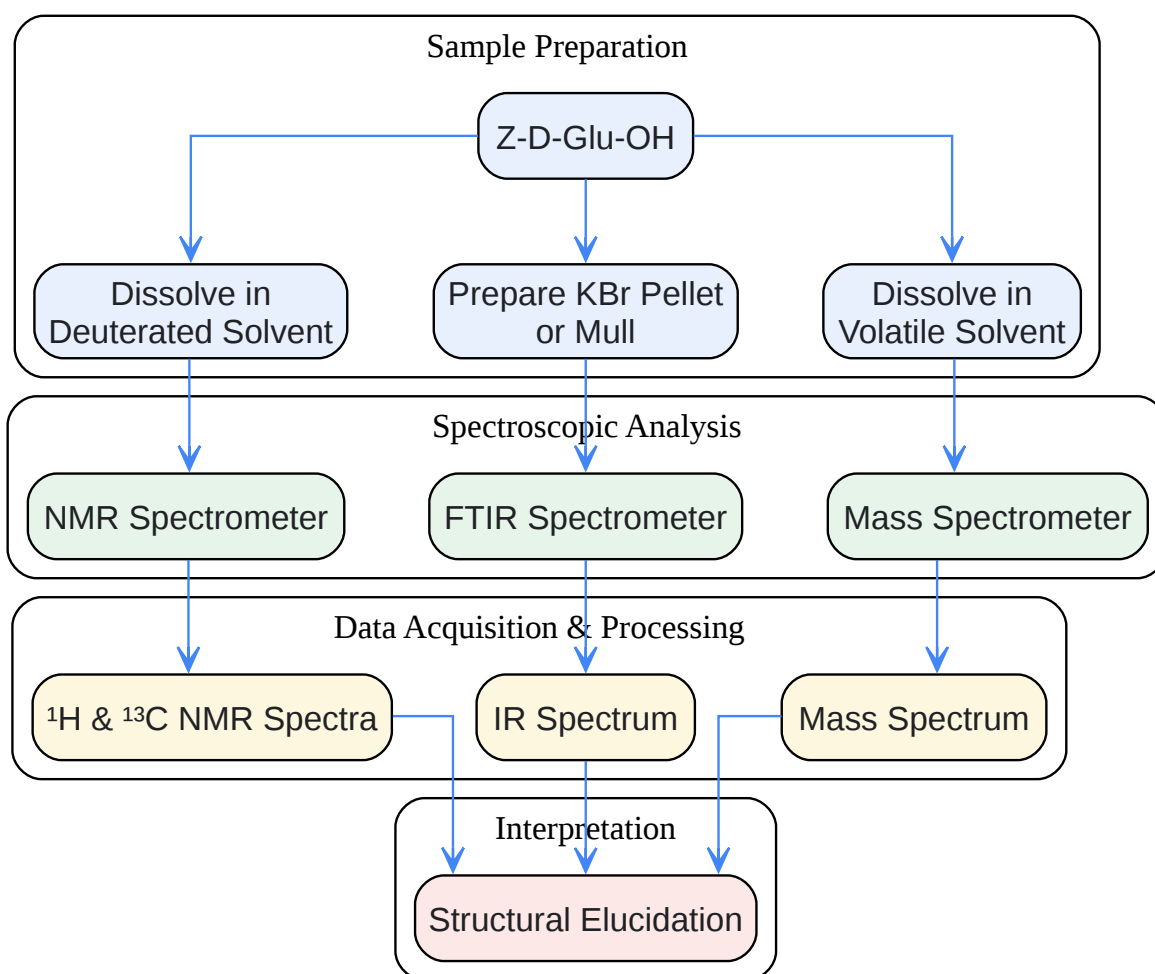 Sample Preparation
Z-D-Glu-OH
Dissolve in
Deuterated Solvent
Prepare KBr Pellet
or Mull
Dissolve in
Volatile Solvent
Spectroscopic Analysis
NMR Spectrometer
FTIR Spectrometer
Mass Spectrometer
Data Acquisition & Processing
¹H & ¹³C NMR Spectra
IR Spectrum
Mass Spectrum
Interpretation
Structural Elucidation